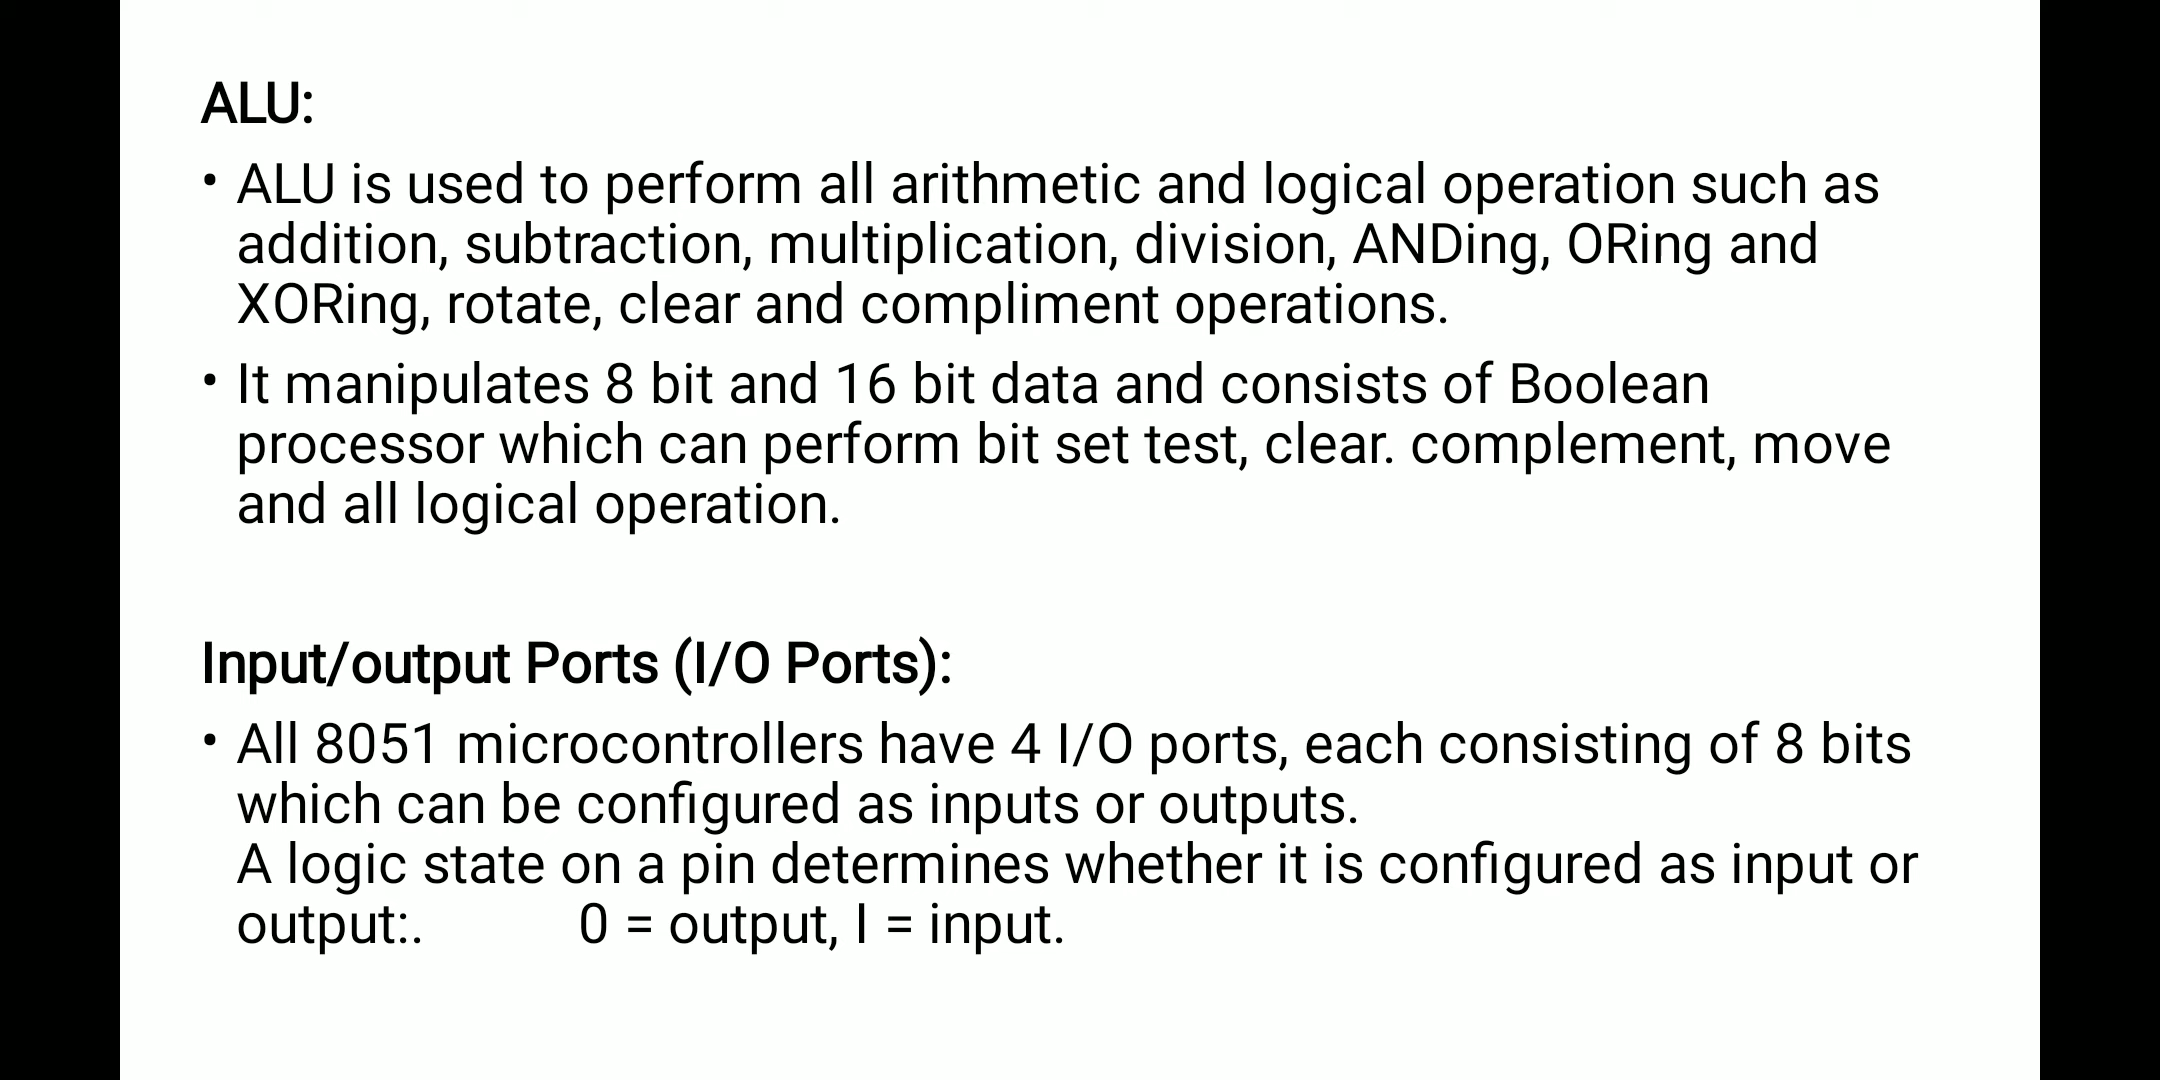 ALU:
• ALU is used to perform all arithmetic and logical operation such as
addition, subtraction, multiplication, division, ANDing, ORing and
XORing, rotate, clear and compliment operations.
• It manipulates 8 bit and 16 bit data and consists of Boolean
processor which can perform bit set test, clear. complement, move
and all logical operation.
Input/output Ports (I/O Ports):
• All 8051 microcontrollers have 4 I/O ports, each consisting of 8 bits
which can be configured as inputs or outputs.
A logic state on a pin determines whether it is configured as input or
output:. 0 = output, I = input.